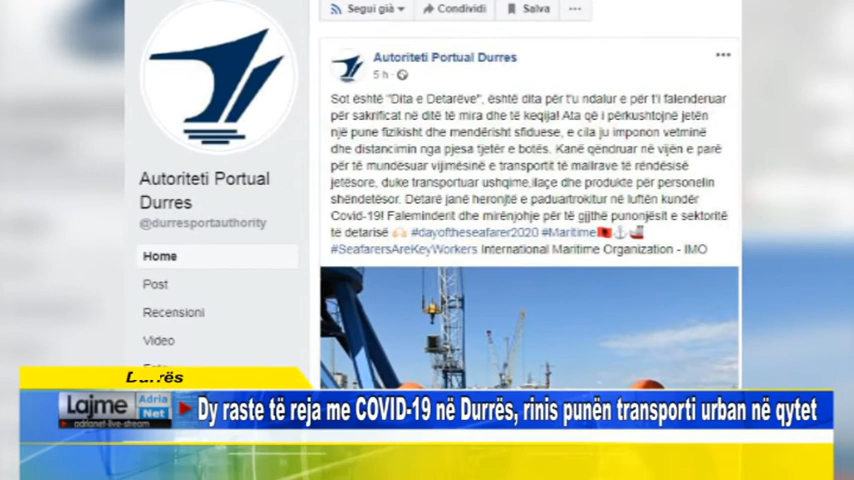 Segui già
Condividi
Salva
Autoriteti Portual Durres
5 h
Sot është "Dita e Detarëve", është dita për t'u ndalur e për t'i falenderuar
për sakrificat në ditë të mira dhe të keqija! Ata që i përkushtojnë jetën
një pune fizikisht dhe mendërisht sfiduese, e cila ju imponon vetminë
dhe distancimin nga pjesa tjetër e botës. Kanë qëndruar në vijën e parë
për të mundësuar vijimësinë e transportit të mallrave të rëndësisë
jetësore, duke transportuar ushqime,ilaçe dhe produkte për personelin
shëndetësor. Detarë janë heronjtë e paduartrokitur në luftën kundër
Covid-19! Faleminderit dhe mirënjohje për të gjjthë punonjësit e sektoritë
të detarisë #dayoftheseafarer2020 #Maritime
#SeafarersAreKeyWorkers International Maritime Organization - IMO
Autoriteti Portual
Durres
@durresportauthority
Home
Post
Recensioni
Video
Durrës
Lajme Adria Net
adrianet-live-stream
Dy raste të reja me COVID-19 në Durrës, rinis punën transporti urban në qytet